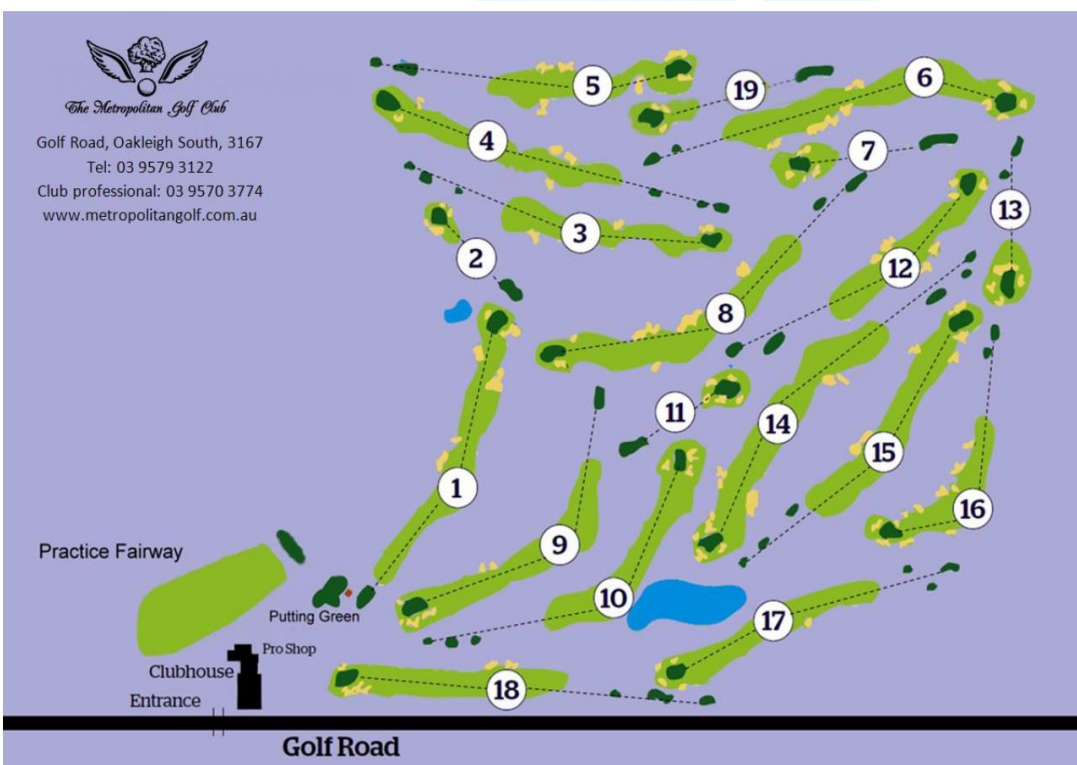 The Metropolitan Golf Club
Golf Road, Oakleigh South, 3167
Tel: 03 9579 3122
Club professional: 03 9570 3774
www.metropolitangolf.com.au
5
19
6
4
7
13
3
2
12
8
11
14
15
1
16
9
Practice Fairway
10
Putting Green
17
Pro Shop
Clubhouse
18
Entrance
Golf Road